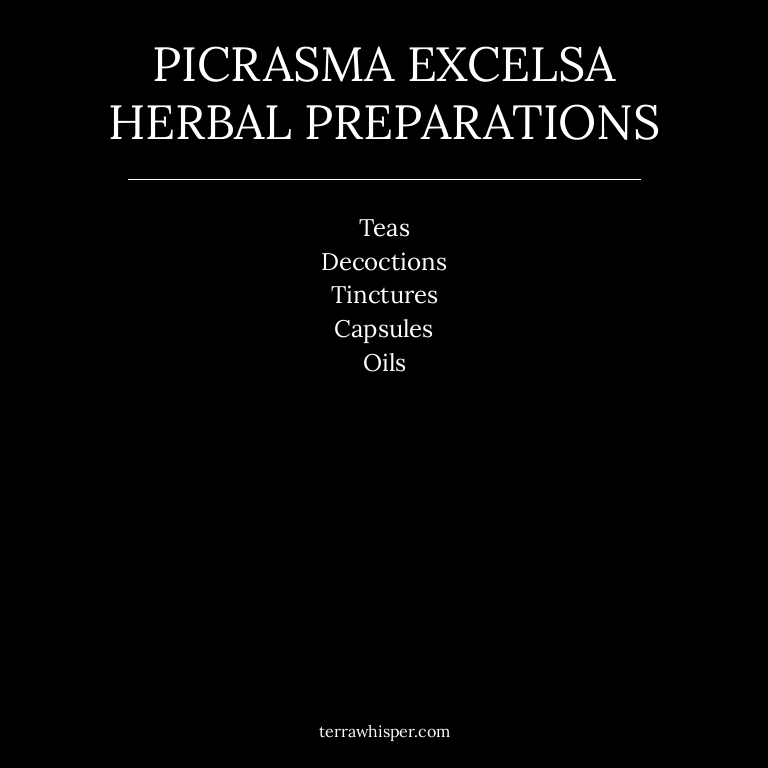 PICRASMA EXCELSA
HERBAL PREPARATIONS
Teas
Decoctions
Tinctures
Capsules
Oils
terrawhisper.com